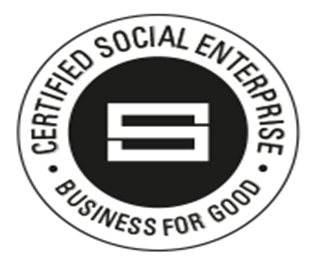 CERTIFIED SOCIAL ENTERPRISE
S
• BUSINESS FOR GOOD •